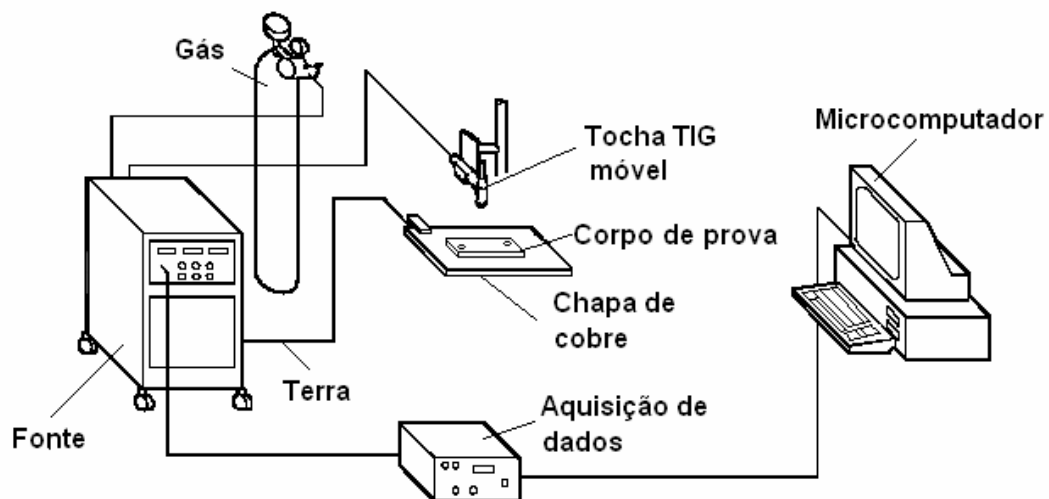 Gás
Tocha TIG
móvel
Microcomputador
Corpo de prova
Chapa de
cobre
Terra
Fonte
Aquisição de
dados